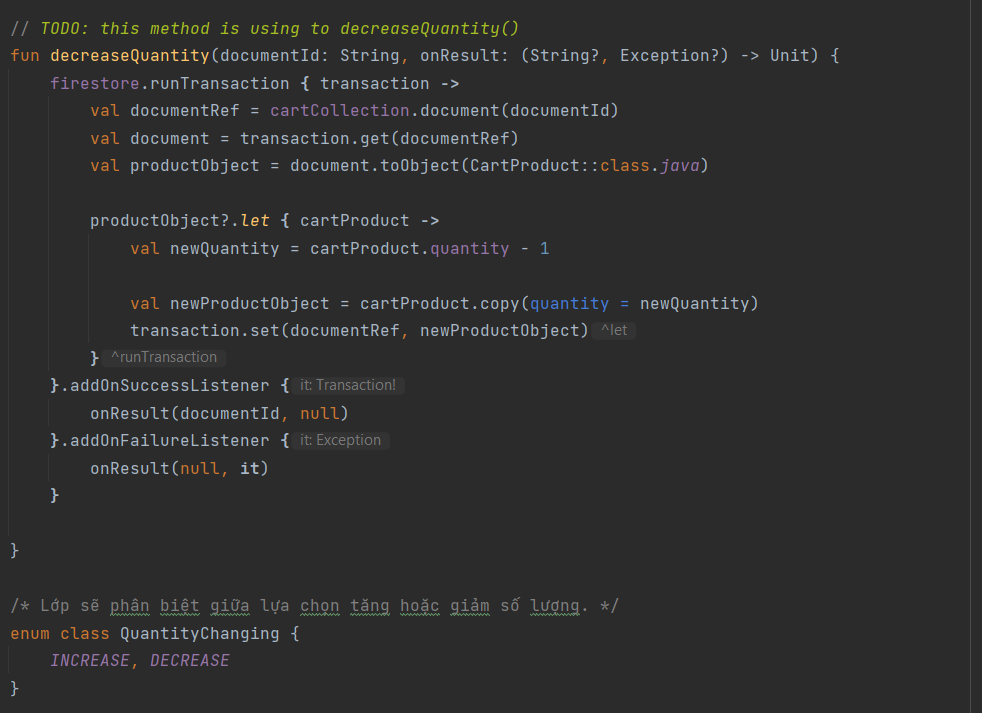 // TODO: this method is using to decreaseQuantity()
fun decreaseQuantity(documentId: String, onResult: (String?, Exception?) -> Unit) {
firestore.runTransaction { transaction ->
val documentRef = cartCollection.document(documentId)
val document = transaction.get(documentRef)
val productObject = document.toObject(CartProduct::class.java)
productObject?.let { cartProduct ->
val newQuantity = cartProduct.quantity - 1
val newProductObject = cartProduct.copy(quantity = newQuantity)
transaction.set(documentRef, newProductObject) ^let
} ^runTransaction
}.addOnSuccessListener { it: Transaction!
onResult(documentId, null)
}.addOnFailureListener { it: Exception
onResult(null, it)
}
}
/* Lớp sẽ phân biệt giữa lựa chọn tăng hoặc giảm số lượng. */
enum class QuantityChanging {
INCREASE, DECREASE
}